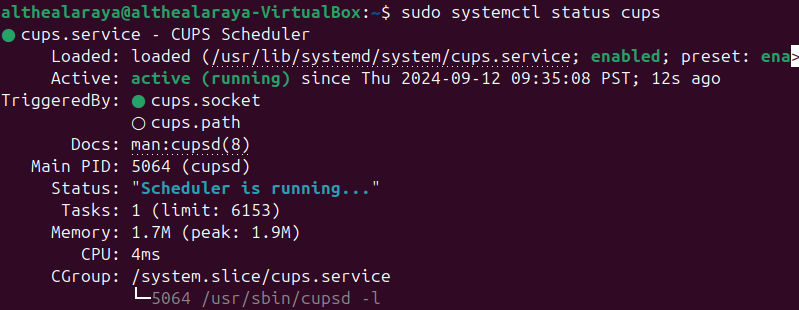 althealaraya@althealaraya-VirtualBox:~$ sudo systemctl status cups
● cups.service - CUPS Scheduler
     Loaded: loaded (/usr/lib/systemd/system/cups.service; enabled; preset: ena>
     Active: active (running) since Thu 2024-09-12 09:35:08 PST; 12s ago
TriggeredBy: ● cups.socket
             ○ cups.path
       Docs: man:cupsd(8)
   Main PID: 5064 (cupsd)
     Status: "Scheduler is running..."
      Tasks: 1 (limit: 6153)
     Memory: 1.7M (peak: 1.9M)
        CPU: 4ms
     CGroup: /system.slice/cups.service
             └─5064 /usr/sbin/cupsd -l